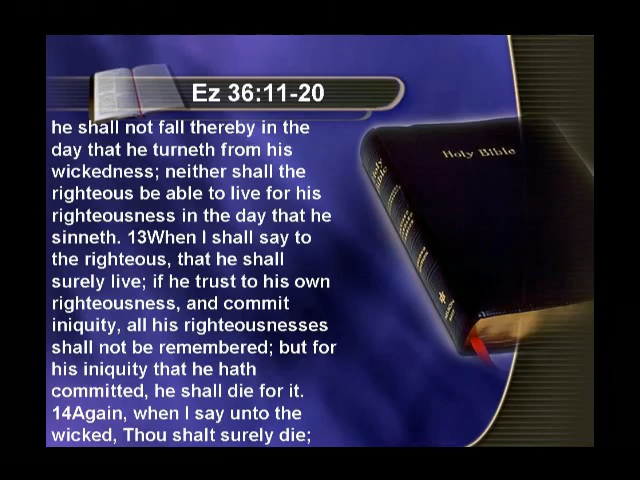 Ez 36:11-20
he shall not fall thereby in the
day that he turneth from his
wickedness; neither shall the
righteous be able to live for his
righteousness in the day that he
sinneth. 13When I shall say to
the righteous, that he shall
surely live; if he trust to his own
righteousness, and commit
iniquity, all his righteousnesses
shall not be remembered; but for
his iniquity that he hath
committed, he shall die for it.
14Again, when I say unto the
wicked, Thou shalt surely die;
Holy Bible